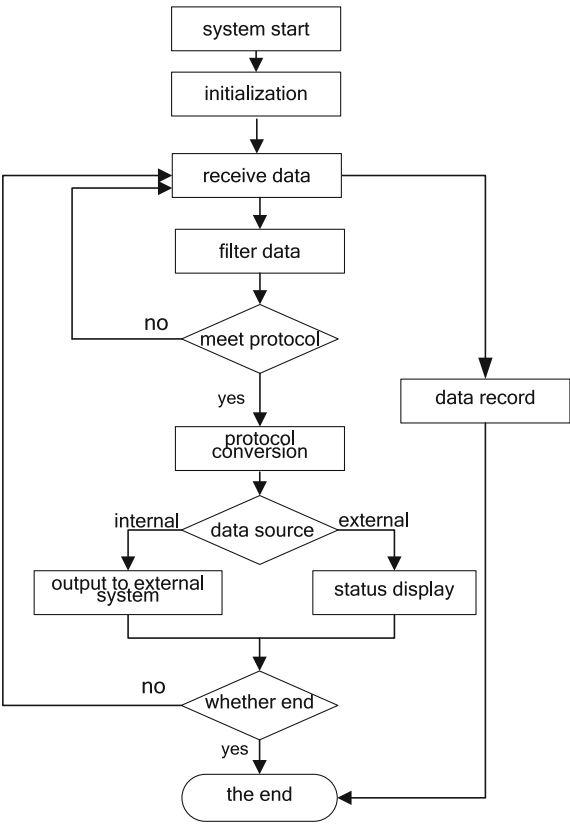 system start
initialization
receive data
filter data
no
meet protocol
yes
data record
protocol
conversion
internal
data source
external
output to external
system
status display
no
whether end
yes
the end